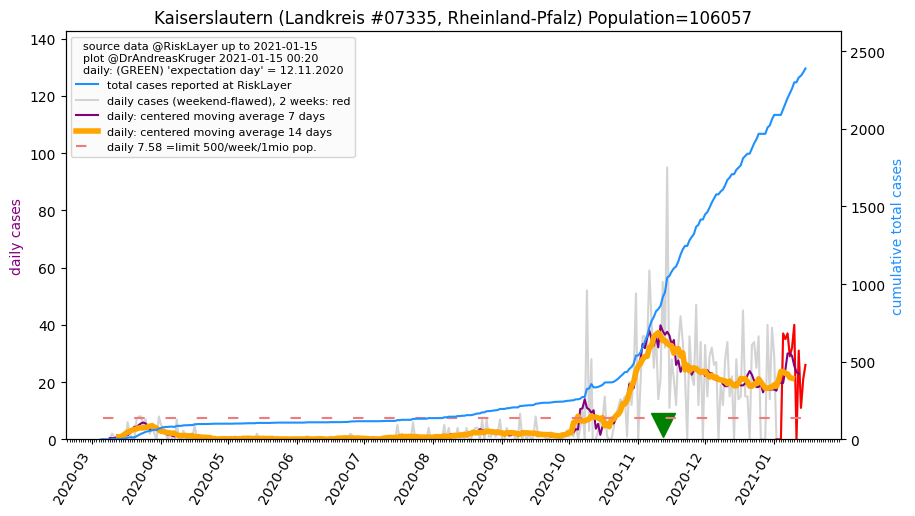 Kaiserslautern (Landkreis #07335, Rheinland-Pfalz) Population=106057
source data @RiskLayer up to 2021-01-15
plot @DrAndreasKruger 2021-01-15 00:20
daily: (GREEN) 'expectation day' = 12.11.2020
total cases reported at RiskLayer
daily cases (weekend-flawed), 2 weeks: red
daily: centered moving average 7 days
daily: centered moving average 14 days
daily 7.58 =limit 500/week/1mio pop.
daily cases
140
120
100
80
60
40
20
0
cumulative total cases
2500
2000
1500
1000
500
0
2020-03
2020-04
2020-05
2020-06
2020-07
2020-08
2020-09
2020-10
2020-11
2020-12
2021-01